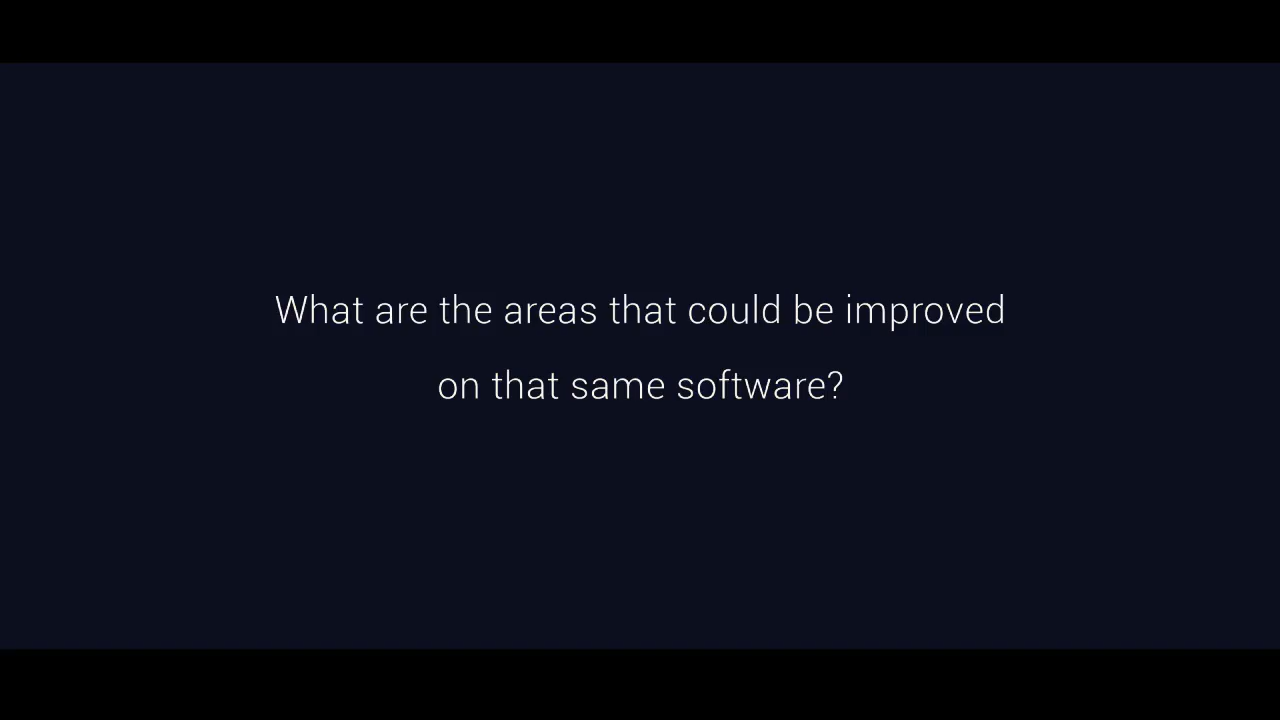 What are the areas that could be improved
on that same software?